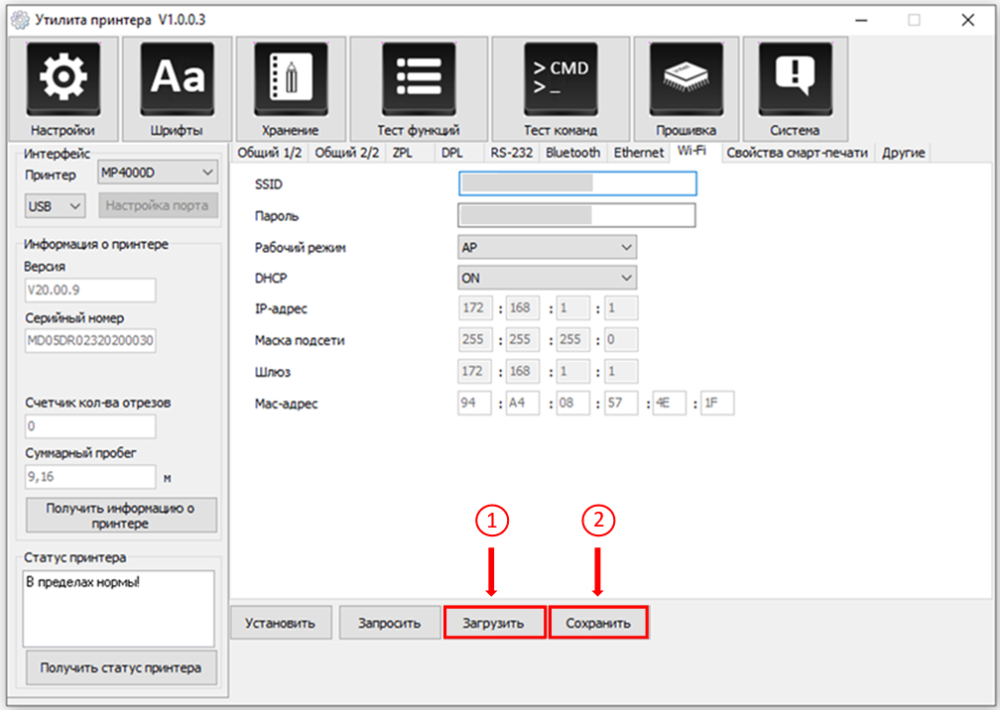 Утилита принтера V1.0.0.3
Aa
> CMD
>_
Настройки Шрифты Хранение Тест функций Тест команд Прошивка Система
Интерфейс
Принтер MP4000D
USB Настройка порта
Информация о принтере
Версия
V20.00.9
Серийный номер
MD05DR02320200030
Счетчик кол-ва отрезов
0
Суммарный пробег
9,16 м
Получить информацию о
принтере
Статус принтера
В пределах нормы!
Получить статус принтера
Общий 1/2 Общий 2/2 ZPL DPL RS-232 Bluetooth Ethernet Wi-Fi Свойства смарт-печати Другие
SSID
Пароль
Рабочий режим AP
DHCP ON
IP-адрес 172 : 168 : 1 : 1
Маска подсети 255 : 255 : 255 : 0
Шлюз 172 : 168 : 1 : 1
Mac-адрес 94 : A4 : 08 : 57 : 4E : 1F
1 2
Установить Запросить Загрузить Сохранить